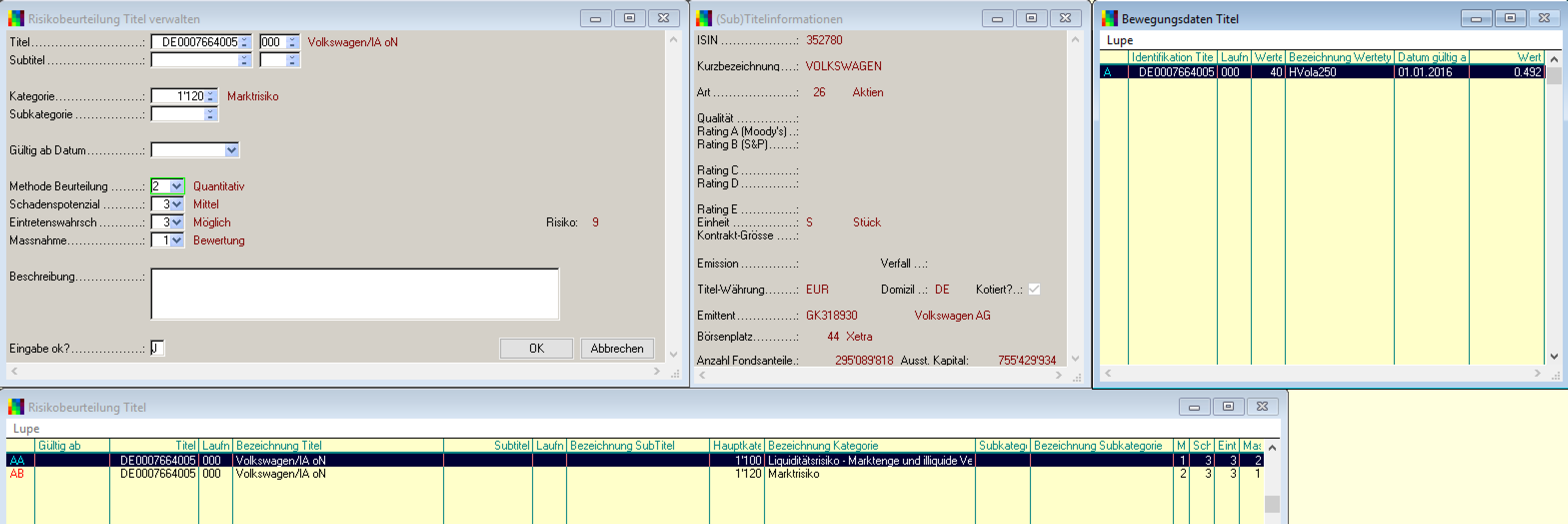 Risikobeurteilung Titel verwalten
Titel........................: DE0007664005 000 Volkswagen/IA oN
Subtitel ....................:
Kategorie....................: 1'120 Marktrisiko
Subkategorie ................:
Gültig ab Datum..............:
Methode Beurteilung ........: 2 Quantitativ
Schadenspotenzial ..........: 3 Mittel
Eintretenswahrsch ..........: 3 Möglich Risiko: 9
Massnahme...................: 1 Bewertung
Beschreibung................:
Eingabe ok?.................: J OK Abbrechen
(Sub)Titelinformationen
ISIN ..................: 352780
Kurzbezeichnung....: VOLKSWAGEN
Art ....................: 26 Aktien
Qualität ...............:
Rating A (Moody's) ..:
Rating B (S&P).......:
Rating C ..............:
Rating D ..............:
Rating E ..............:
Einheit ................: S Stück
Kontrakt-Grösse .....:
Emission ..............: Verfall ...:
Titel-Währung........: EUR Domizil ..: DE Kotiert?..:
Emittent...............: GK318930 Volkswagen AG
Börsenplatz...........: 44 Xetra
Anzahl Fondsanteile.: 295'089'818 Ausst. Kapital: 755'429'934
Bewegungsdaten Titel
Lupe
Identifikation Tite Laufn Werte Bezeichnung Wertety Datum gültig a Wert
A DE0007664005 000 40 HVola250 01.01.2016 0.492
Risikobeurteilung Titel
Lupe
Gültig ab Titel Laufn Bezeichnung Titel Subtitel Laufn Bezeichnung SubTitel Hauptkate Bezeichnung Kategorie Subkateg Bezeichnung Subkategorie M Sch Eint Mas
AA DE0007664005 000 Volkswagen/IA oN 1'100 Liquiditätsrisiko - Marktenge und illiquide Ve 1 3 3 2
AB DE0007664005 000 Volkswagen/IA oN 1'120 Marktrisiko 2 3 3 1